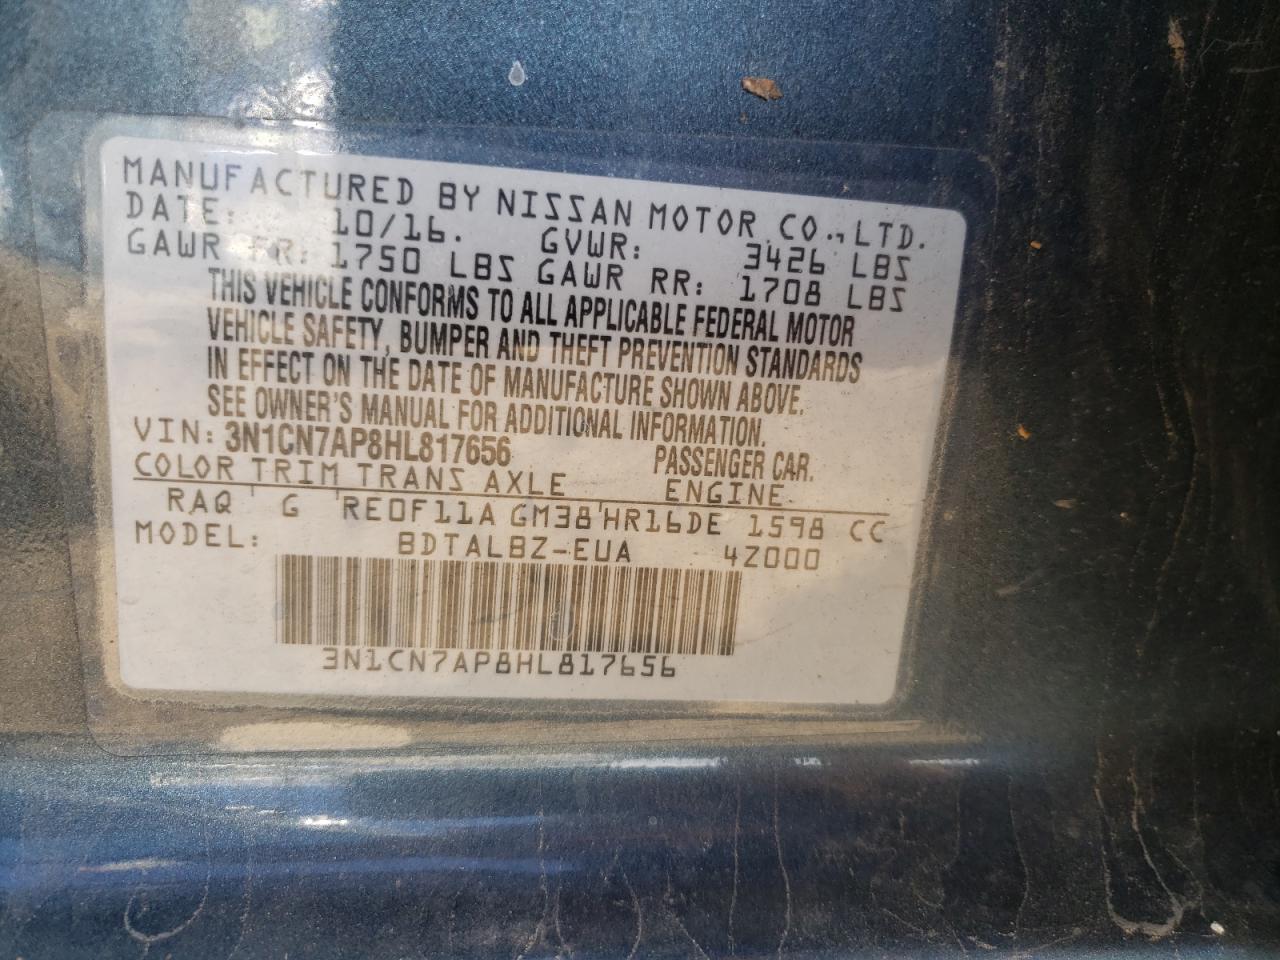 MANUFACTURED BY NISSAN MOTOR CO., LTD.
DATE: 10/16. GVWR: 3426 LBS
GAWR FR: 1750 LBS GAWR RR: 1708 LBS
THIS VEHICLE CONFORMS TO ALL APPLICABLE FEDERAL MOTOR
VEHICLE SAFETY, BUMPER AND THEFT PREVENTION STANDARDS
IN EFFECT ON THE DATE OF MANUFACTURE SHOWN ABOVE.
SEE OWNER'S MANUAL FOR ADDITIONAL INFORMATION.
VIN: 3N1CN7AP8HL817656 PASSENGER CAR.
COLOR TRIM TRANS AXLE ENGINE
RAQ G RE0F11A GM38 HR16DE 1598 CC
MODEL: BDTALBZ-EUA 4Z000
3N1CN7AP8HL817656